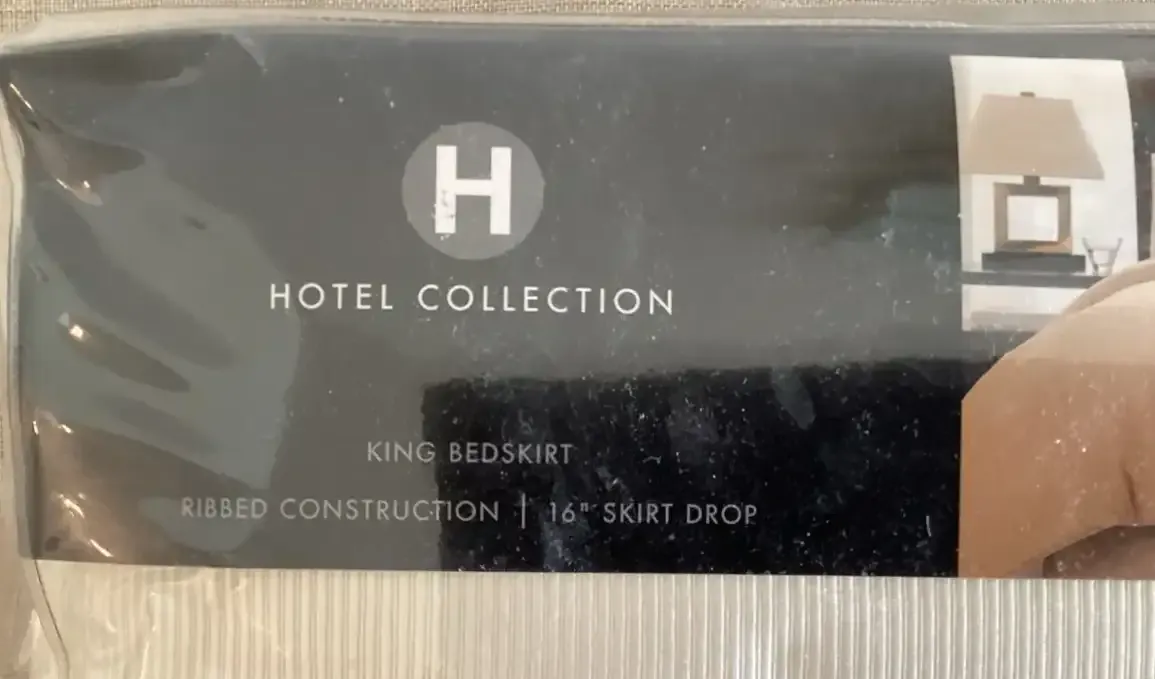 H
HOTEL COLLECTION
KING BEDSKIRT
RIBBED CONSTRUCTION | 16" SKIRT DROP